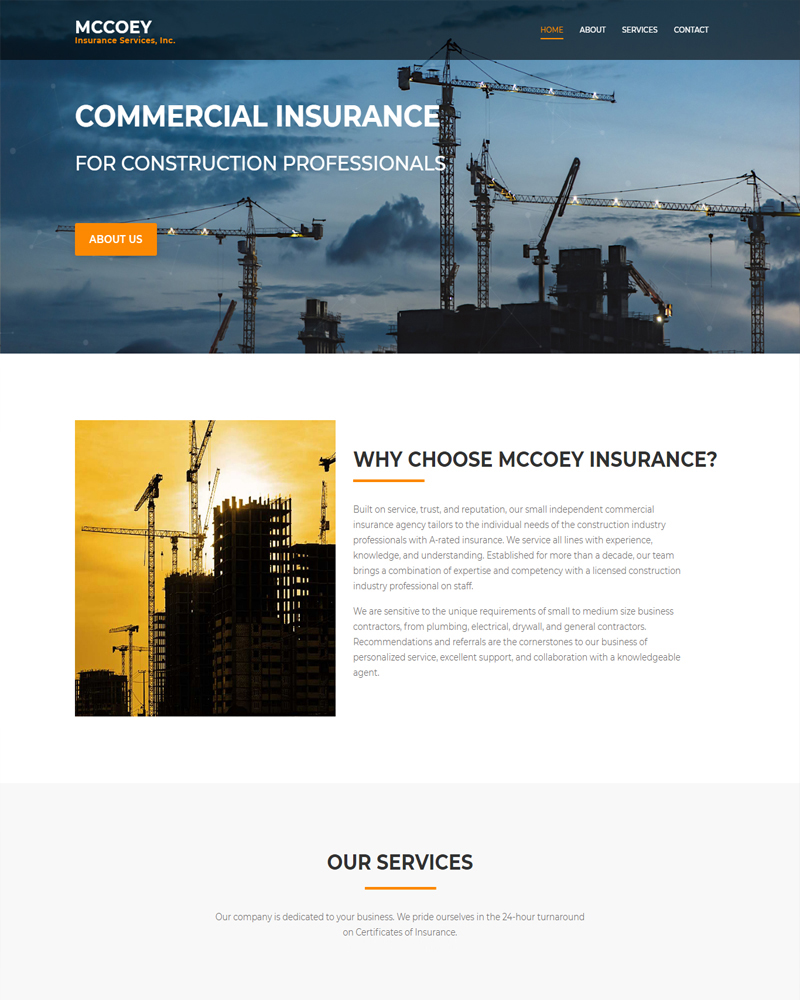 MCCOEY
Insurance Services, Inc.
HOME ABOUT SERVICES CONTACT
COMMERCIAL INSURANCE
FOR CONSTRUCTION PROFESSIONALS
ABOUT US
WHY CHOOSE MCCOEY INSURANCE?
Built on service, trust, and reputation, our small independent commercial
insurance agency tailors to the individual needs of the construction industry
professionals with A-rated insurance. We service all lines with experience,
knowledge, and understanding. Established for more than a decade, our team
brings a combination of expertise and competency with a licensed construction
industry professional on staff.
We are sensitive to the unique requirements of small to medium size business
contractors, from plumbing, electrical, drywall, and general contractors.
Recommendations and referrals are the cornerstones to our business of
personalized service, excellent support, and collaboration with a knowledgeable
agent.
OUR SERVICES
Our company is dedicated to your business. We pride ourselves in the 24-hour turnaround
on Certificates of Insurance.